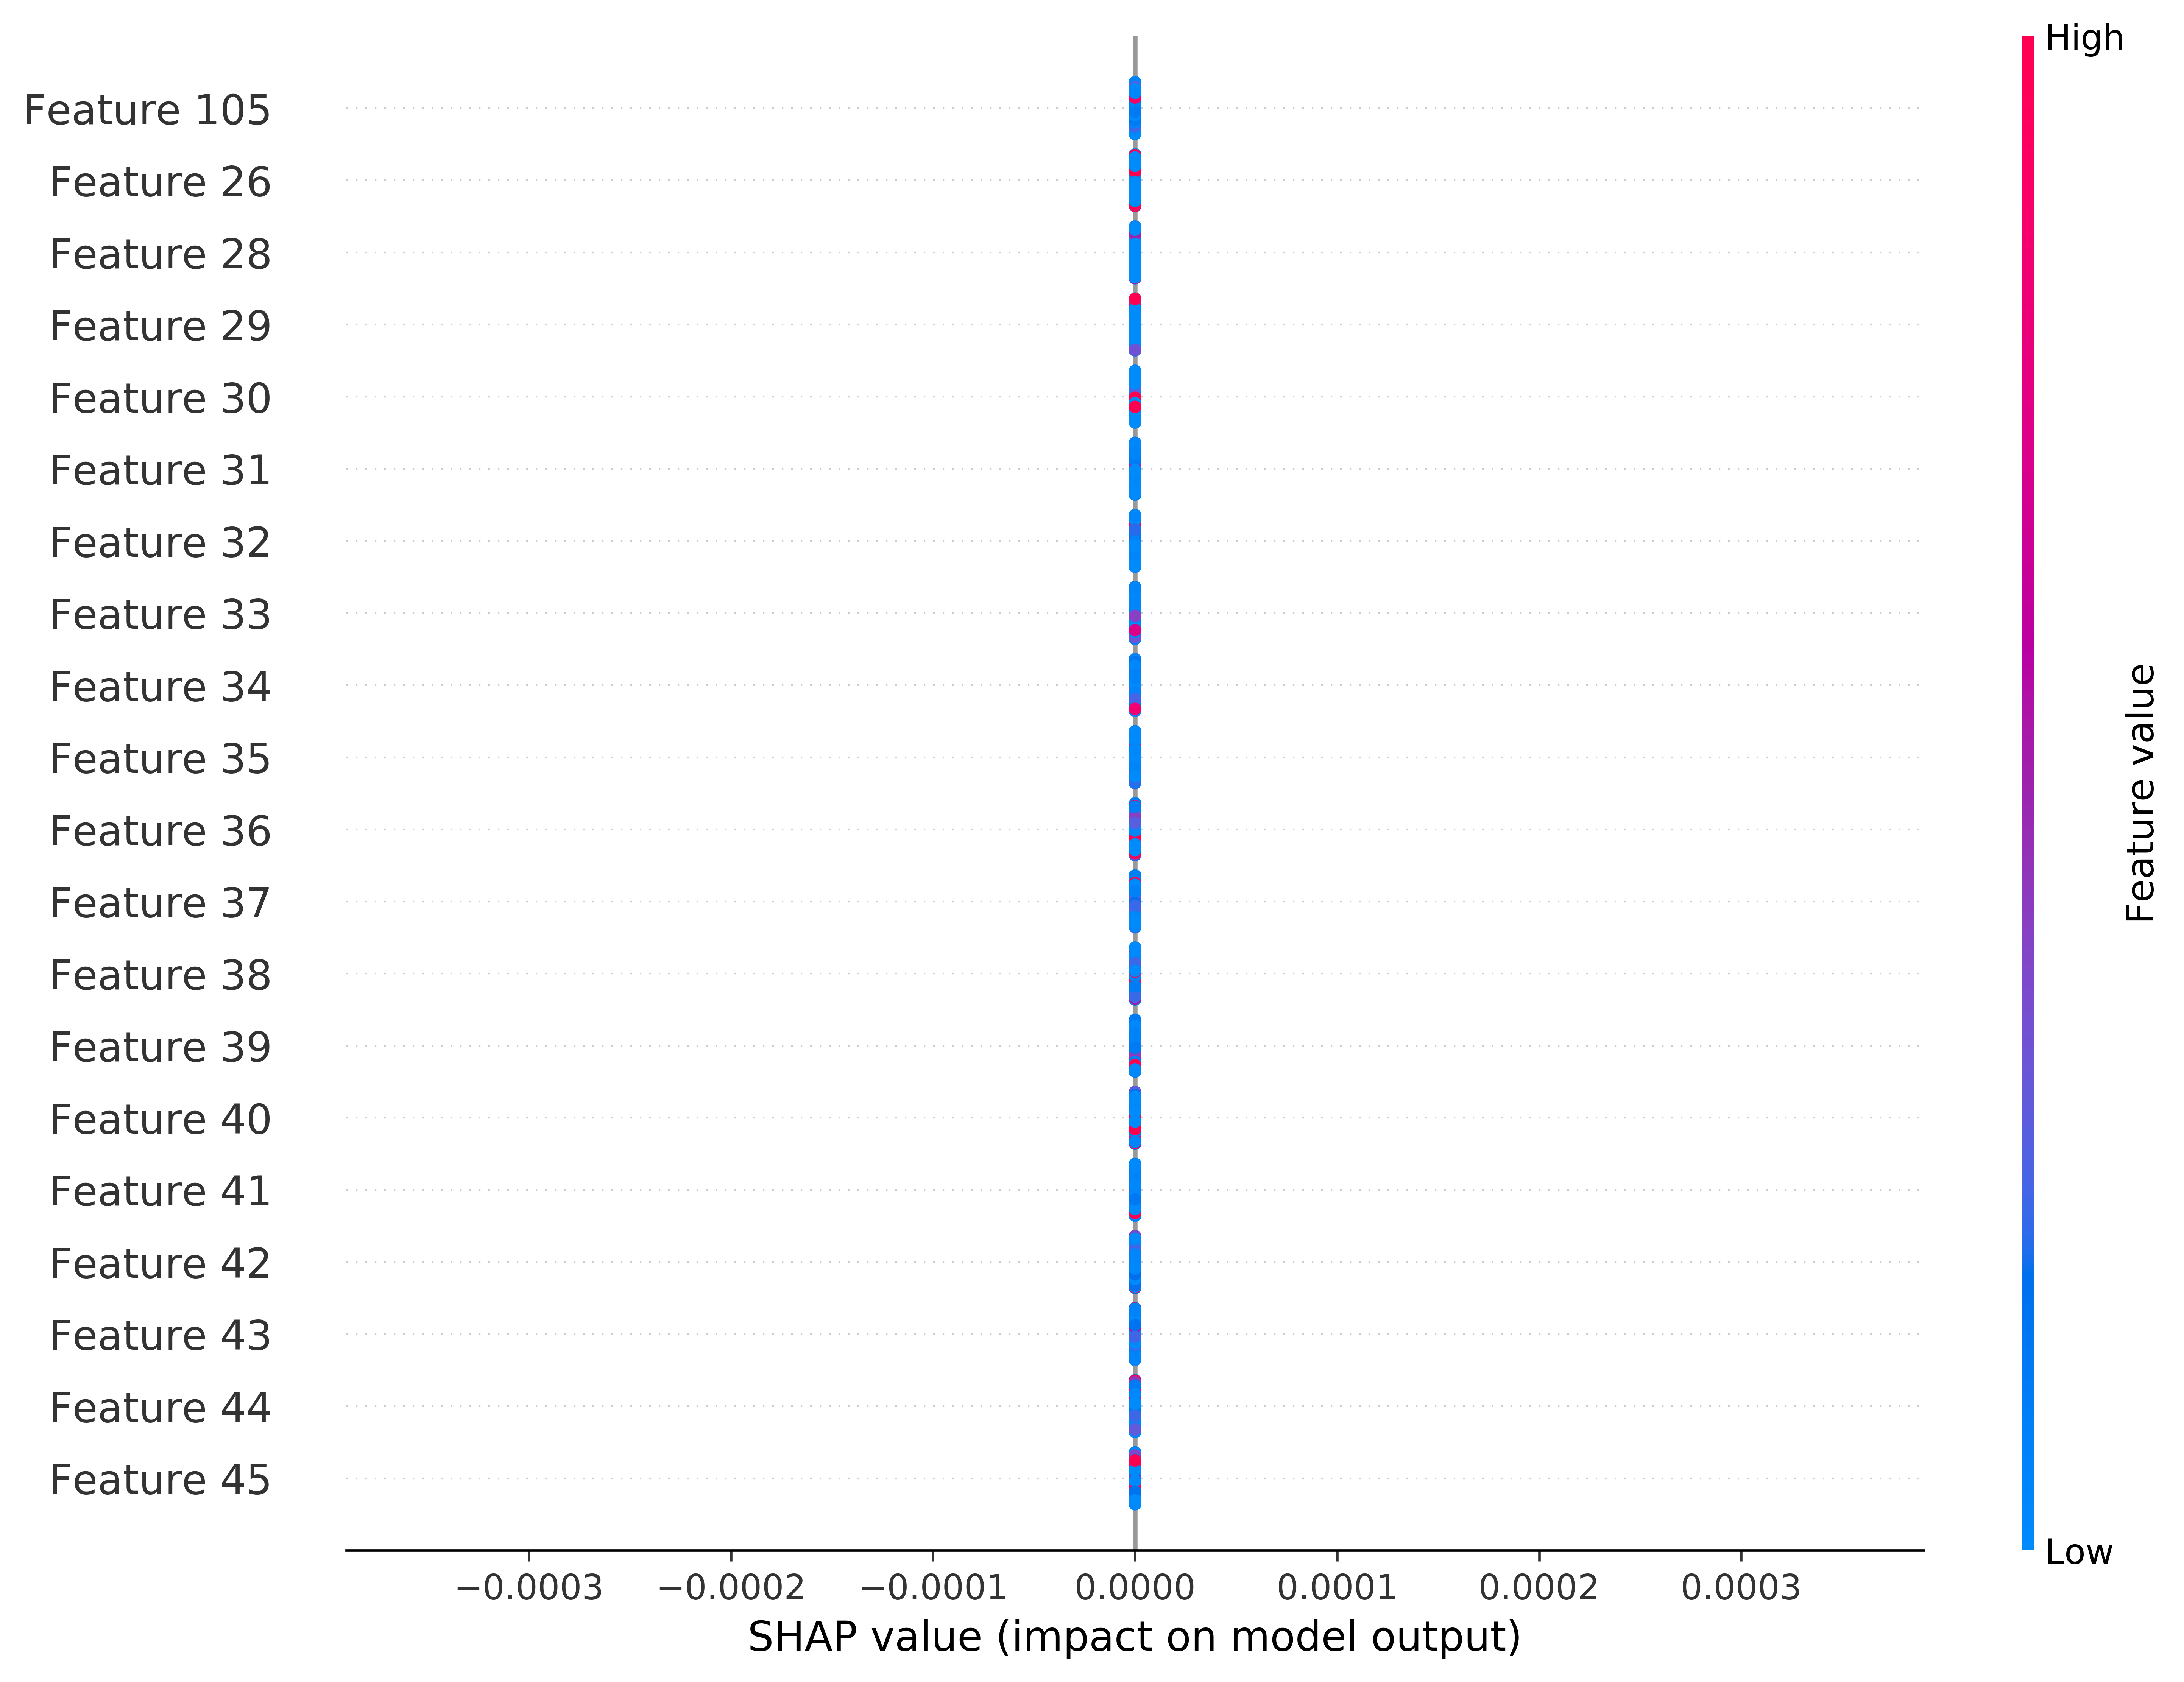 High
Feature 105
Feature 26
Feature 28
Feature 29
Feature 30
Feature 31
Feature 32
Feature 33
Feature 34
Feature 35
Feature 36
Feature 37
Feature 38
Feature 39
Feature 40
Feature 41
Feature 42
Feature 43
Feature 44
Feature 45
Feature value
Low
−0.0003 −0.0002 −0.0001 0.0000 0.0001 0.0002 0.0003
SHAP value (impact on model output)